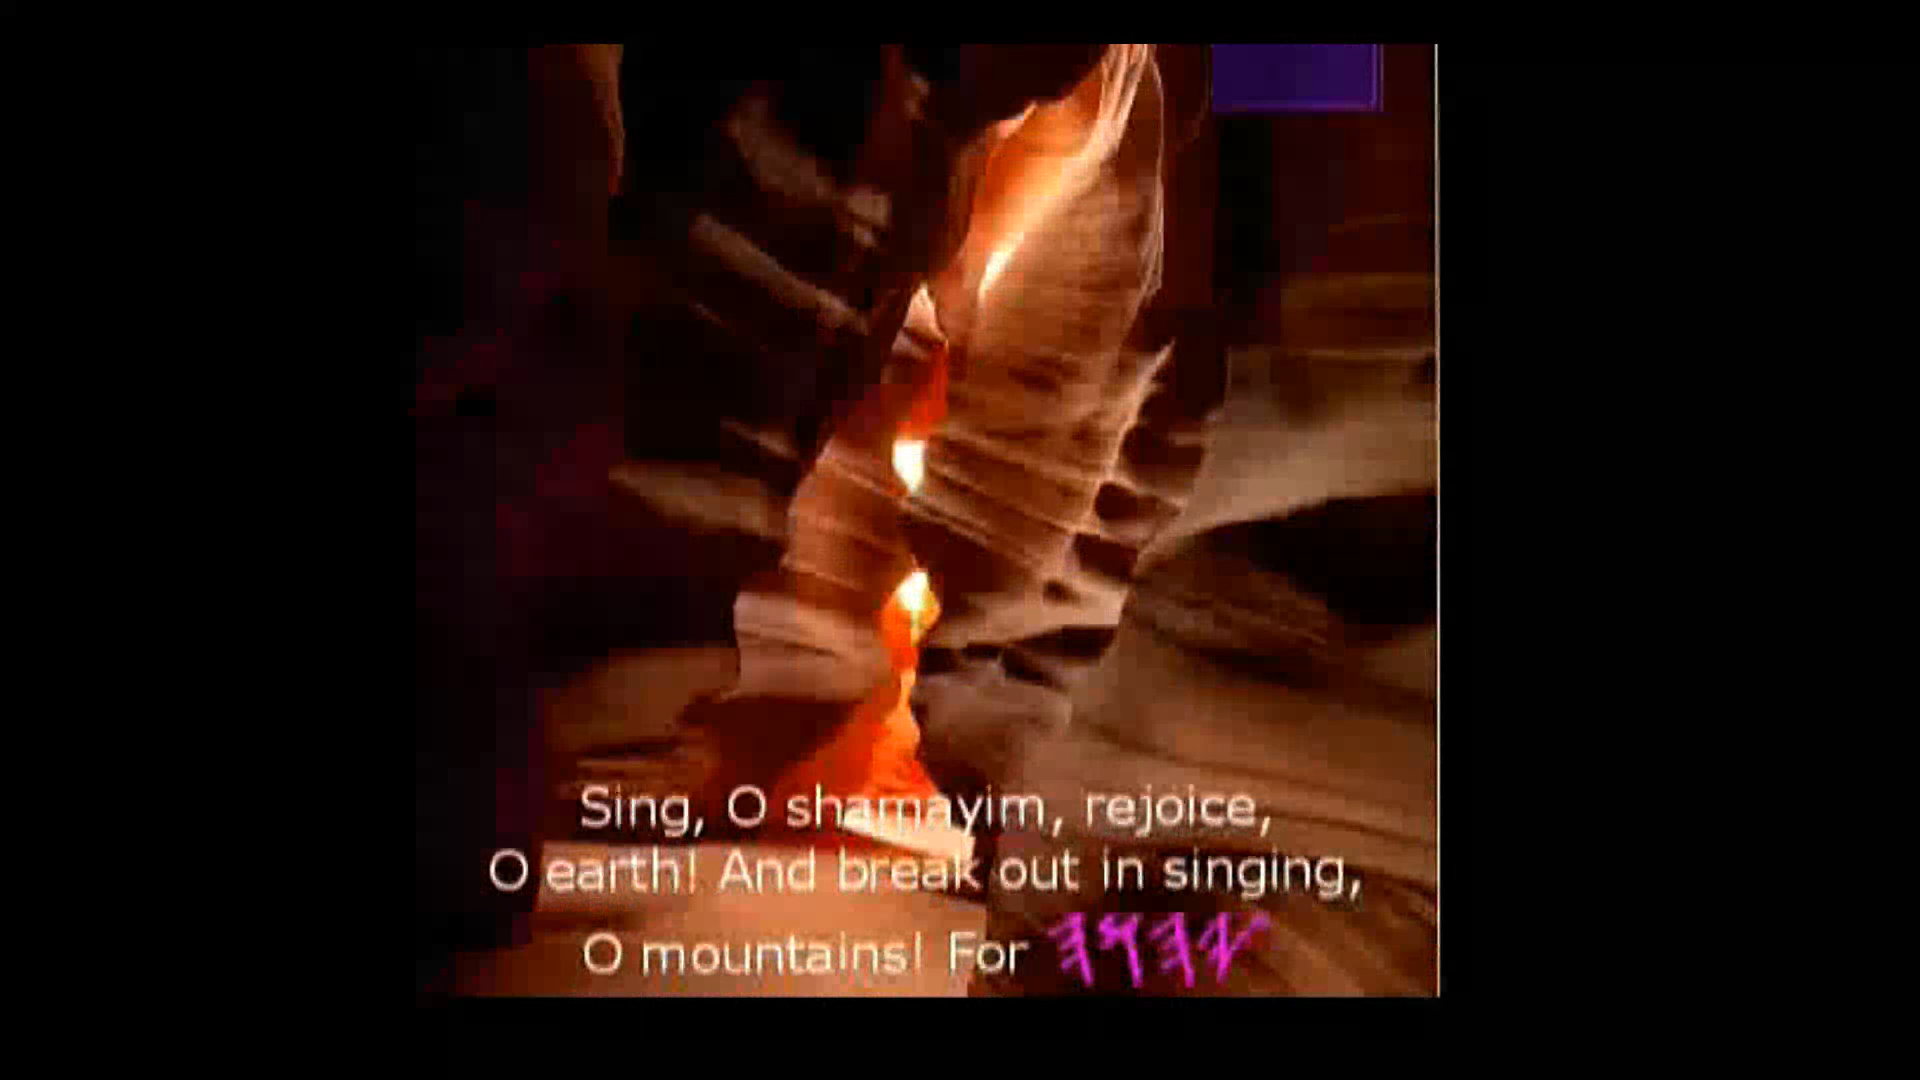 Sing, O shamayim, rejoice,
O earth! And break out in singing,
O mountains! For 𐤉𐤄𐤅𐤄